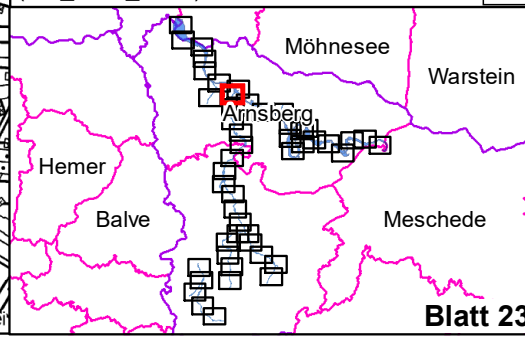 Möhnesee
Warstein
Arnsberg
Hemer
Balve
Meschede
Blatt 23